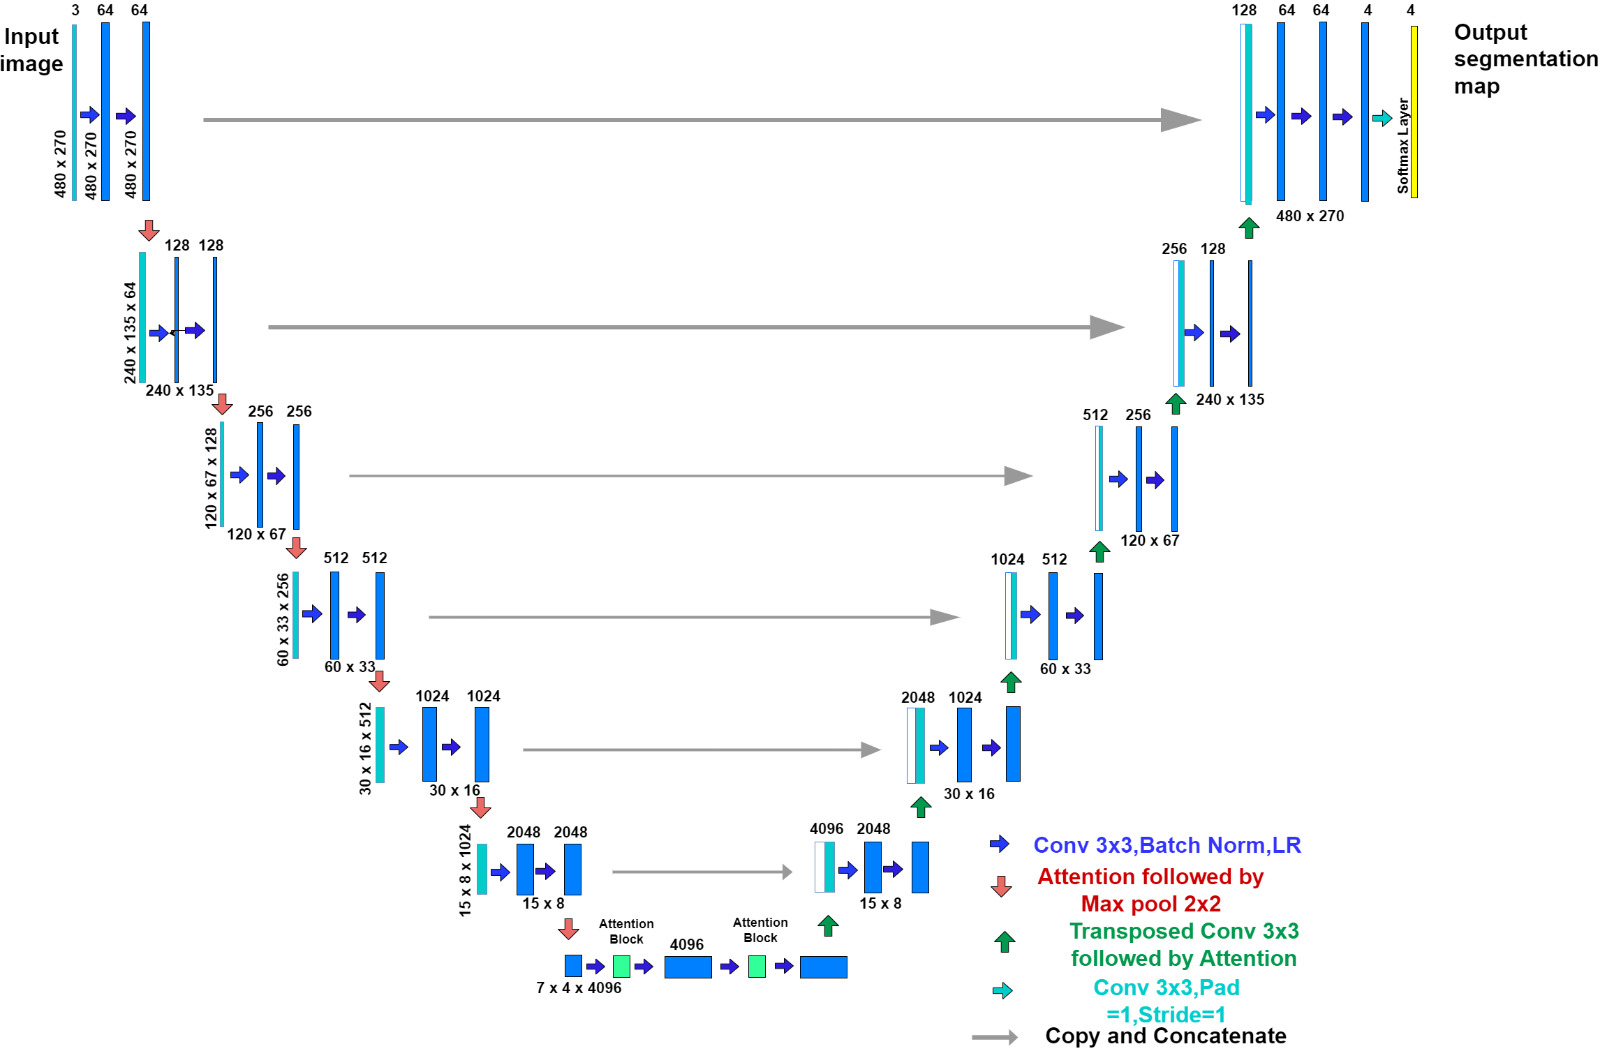 3 64 64
128 64 64 4 4
Input
image
Output
segmentation
map
480 x 270
480 x 270
480 x 270
Softmax Layer
480 x 270
128 128
256 128
240 x 135 x 64
240 x 135
240 x 135
256 256
512 256
120 x 67 x 128
120 x 67
120 x 67
512 512
1024 512
60 x 33 x 256
60 x 33
60 x 33
1024 1024
2048 1024
30 x 16 x 512
30 x 16
30 x 16
2048 2048
4096 2048
15 x 8 x 1024
15 x 8
15 x 8
Attention
Block
Attention
Block
4096
7 x 4 x 4096
Conv 3x3,Batch Norm,LR
Attention followed by
Max pool 2x2
Transposed Conv 3x3
followed by Attention
Conv 3x3,Pad
=1,Stride=1
Copy and Concatenate